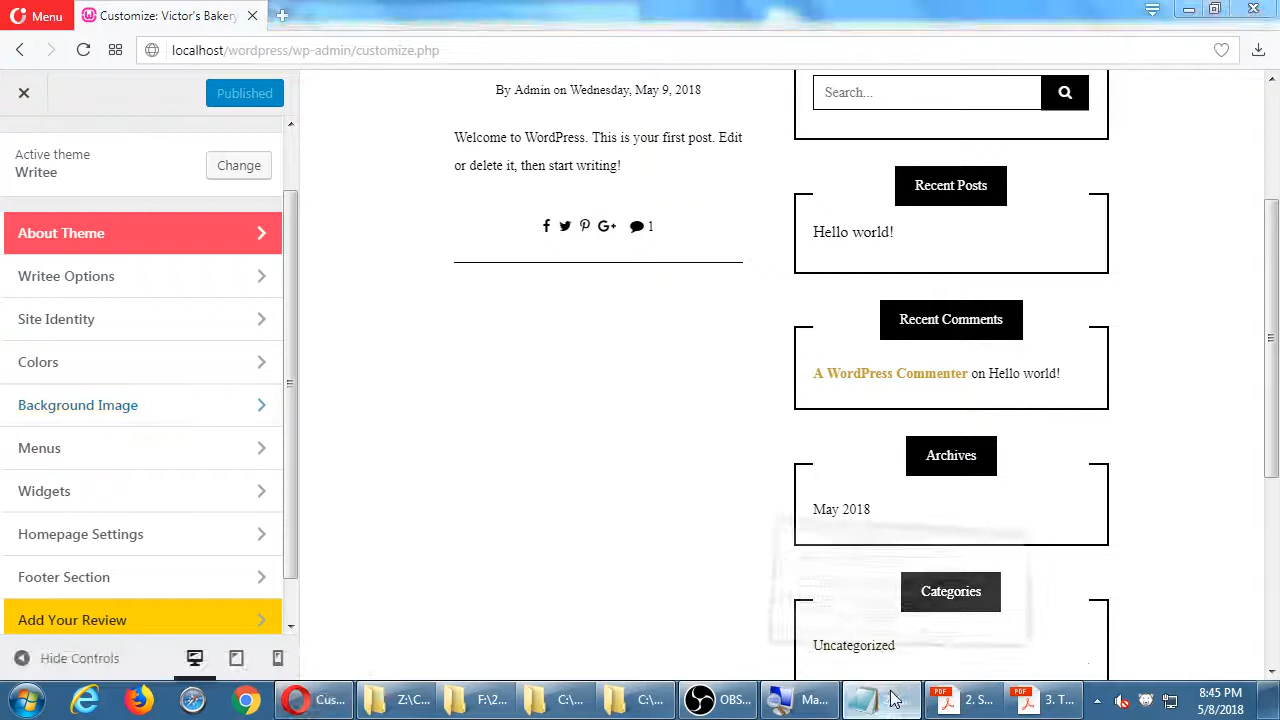 Menu
Customize: Victor's Bakery
localhost/wordpress/wp-admin/customize.php
Published
Active theme
Writee
Change
About Theme
Writee Options
Site Identity
Colors
Background Image
Menus
Widgets
Homepage Settings
Footer Section
Add Your Review
Hide Controls
By Admin on Wednesday, May 9, 2018
Welcome to WordPress. This is your first post. Edit
or delete it, then start writing!
1
Search...
Recent Posts
Hello world!
Recent Comments
A WordPress Commenter on Hello world!
Archives
May 2018
Categories
Uncategorized
Cus...
Z:\C...
F:\2...
C:\...
C:\...
OBS...
Ma...
PDF
2. S...
PDF
3. T...
8:45 PM
5/8/2018